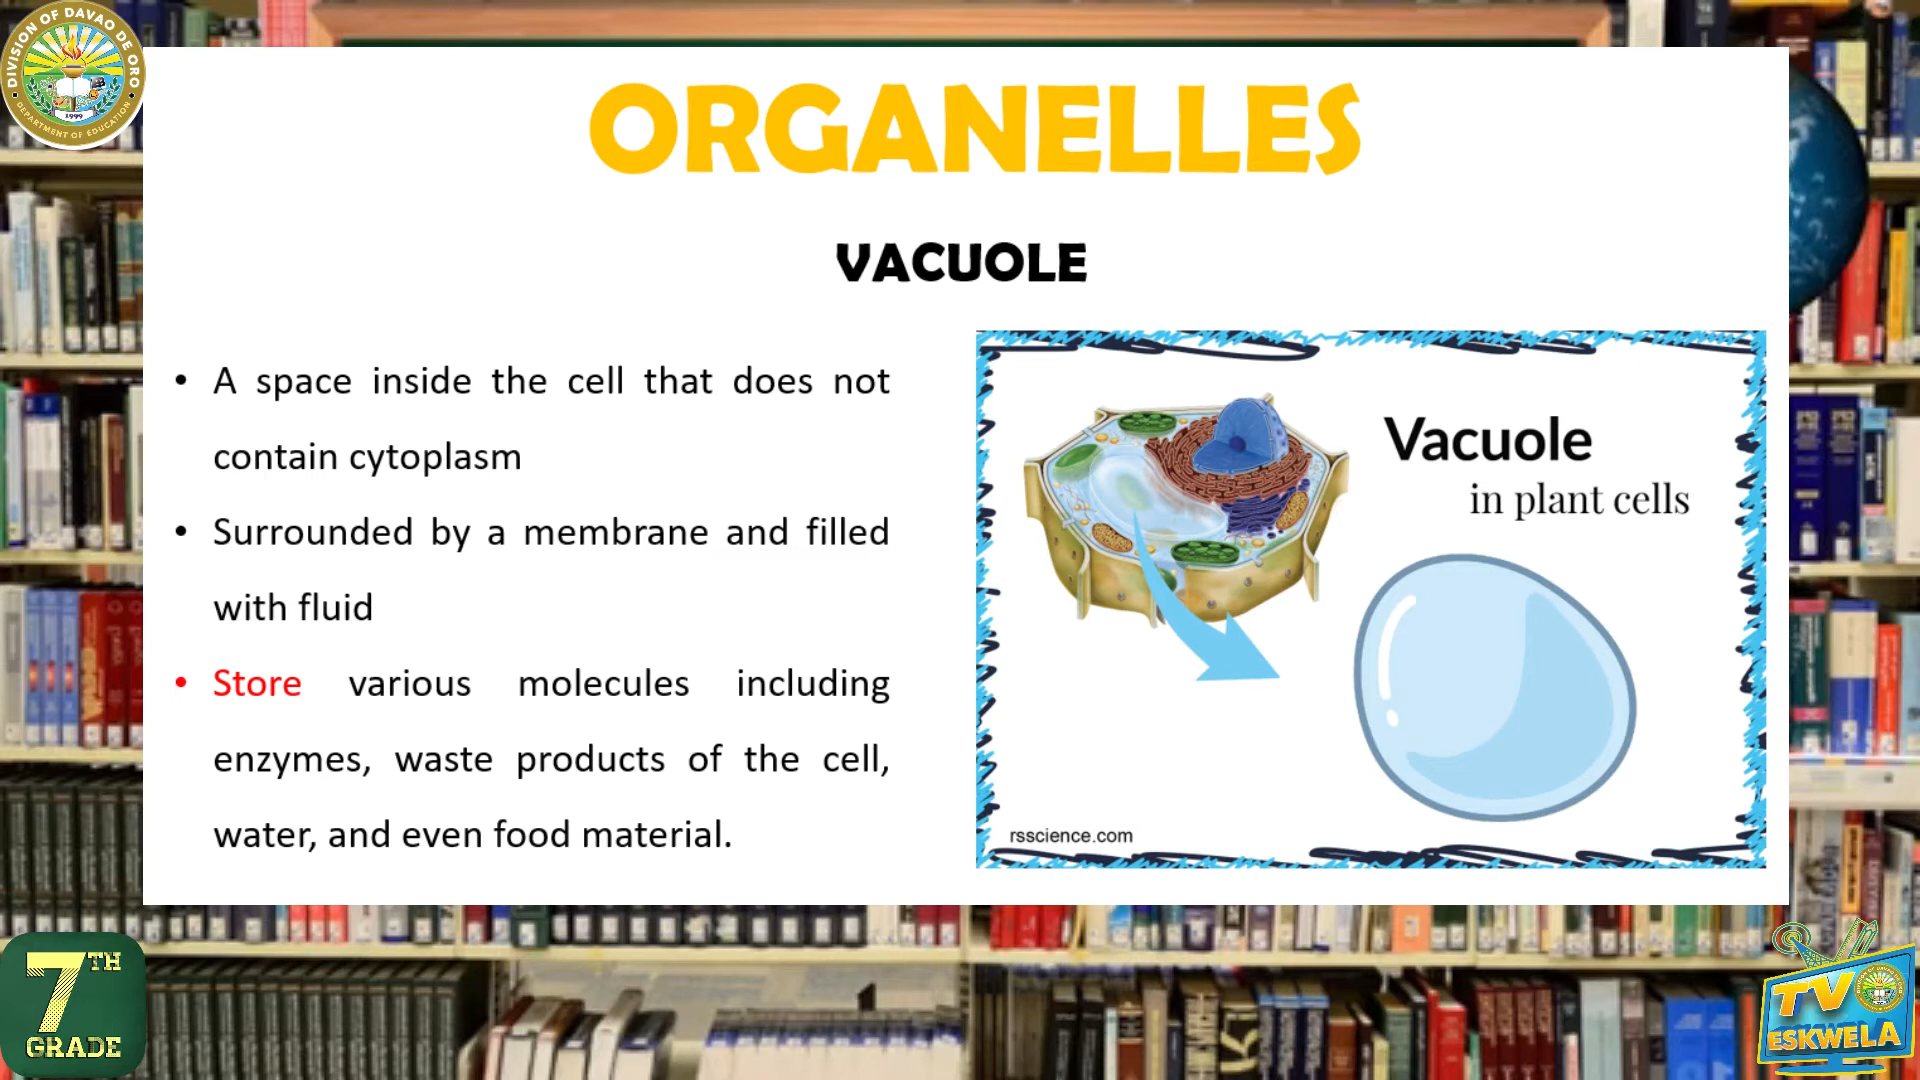 DIVISION OF DAVAO DE ORO
1999
DEPARTMENT OF EDUCATION
ORGANELLES
VACUOLE
• A space inside the cell that does not
contain cytoplasm
• Surrounded by a membrane and filled
with fluid
• Store various molecules including
enzymes, waste products of the cell,
water, and even food material.
Vacuole
in plant cells
rsscience.com
7TH
GRADE
TV
ESKWELA